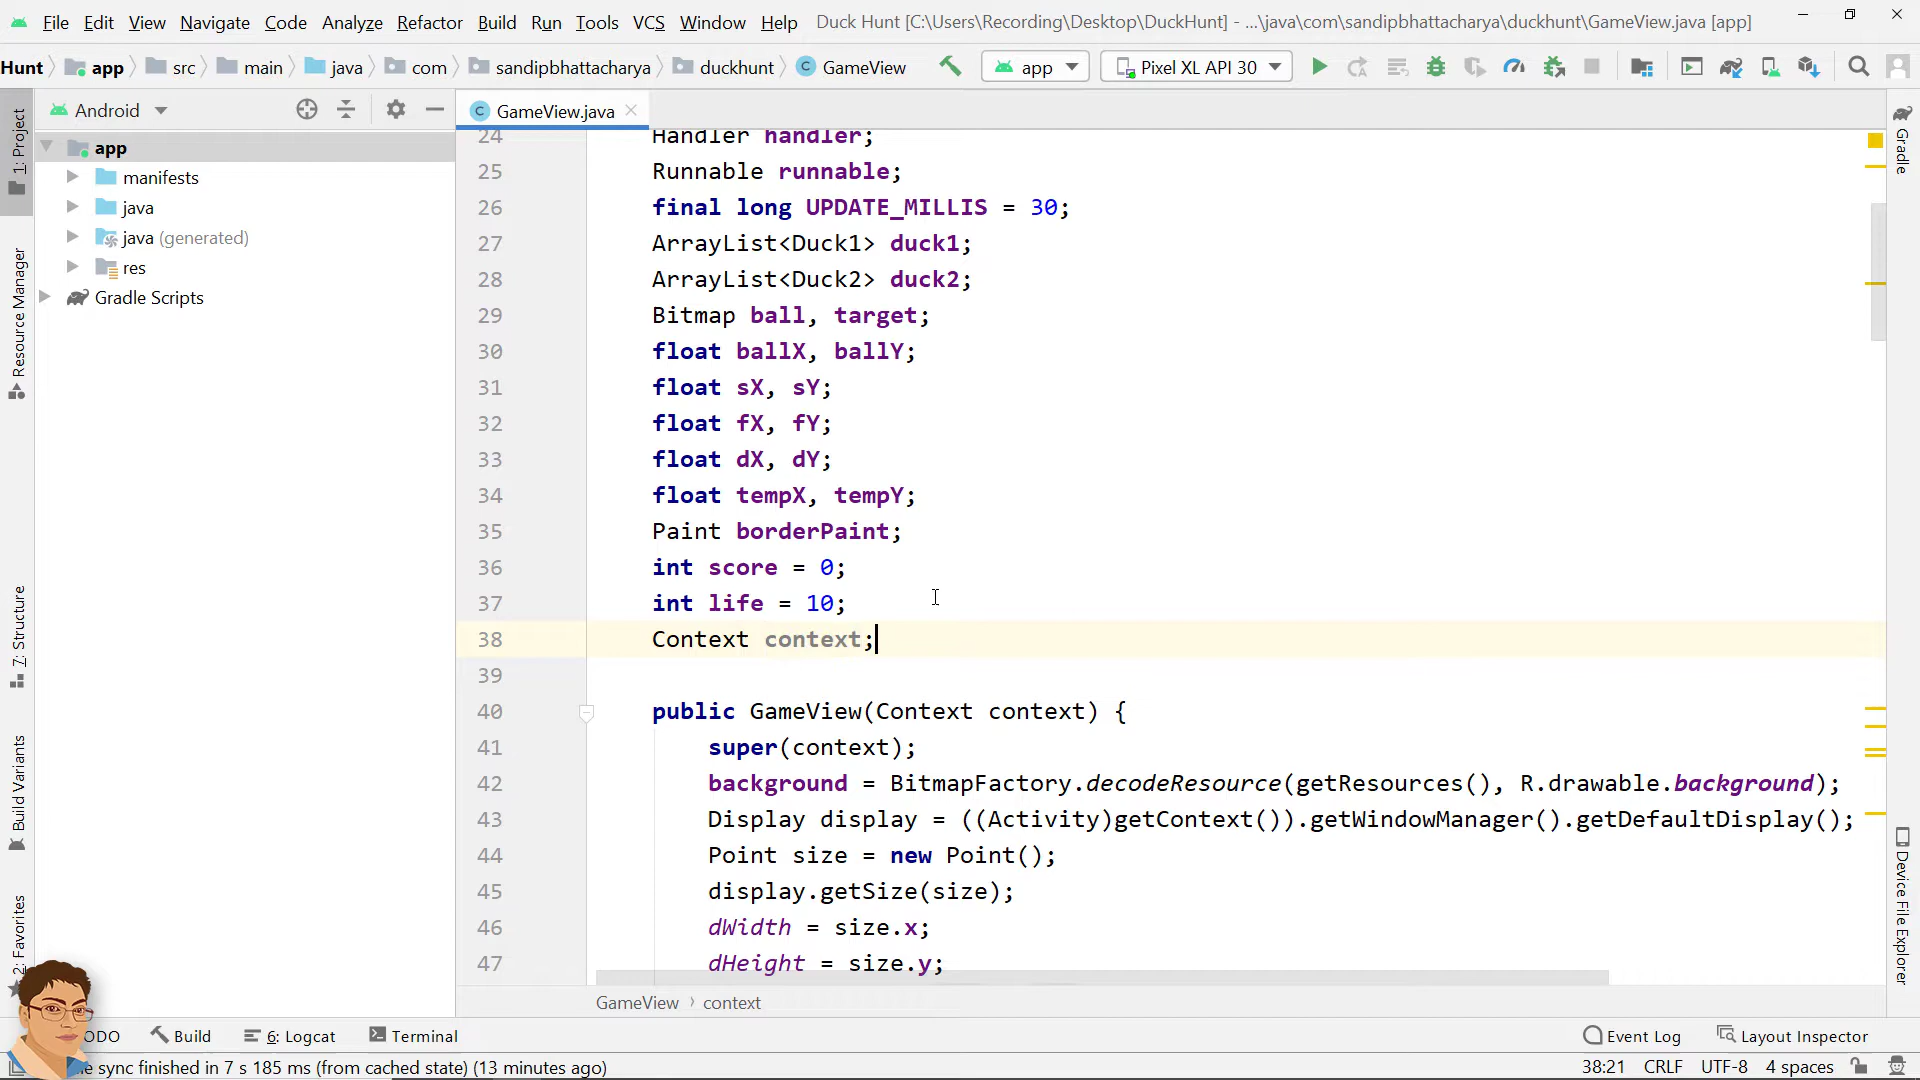 File Edit View Navigate Code Analyze Refactor Build Run Tools VCS Window Help Duck Hunt [C:\Users\Recording\Desktop\DuckHunt] - ...\java\com\sandipbhattacharya\duckhunt\GameView.java [app]
Hunt app src main java com sandipbhattacharya duckhunt C GameView app Pixel XL API 30
Android
C GameView.java
1: Project
Resource Manager
7: Structure
Build Variants
2: Favorites
app
manifests
java
java (generated)
res
Gradle Scripts
24 Handler handler;
25 Runnable runnable;
26 final long UPDATE_MILLIS = 30;
27 ArrayList<Duck1> duck1;
28 ArrayList<Duck2> duck2;
29 Bitmap ball, target;
30 float ballX, ballY;
31 float sX, sY;
32 float fX, fY;
33 float dX, dY;
34 float tempX, tempY;
35 Paint borderPaint;
36 int score = 0;
37 int life = 10;
38 Context context;
39
40 public GameView(Context context) {
41 super(context);
42 background = BitmapFactory.decodeResource(getResources(), R.drawable.background);
43 Display display = ((Activity)getContext()).getWindowManager().getDefaultDisplay();
44 Point size = new Point();
45 display.getSize(size);
46 dWidth = size.x;
47 dHeight = size.y;
Gradle
Device File Explorer
GameView › context
ODO Build 6: Logcat Terminal Event Log Layout Inspector
sync finished in 7 s 185 ms (from cached state) (13 minutes ago) 38:21 CRLF UTF-8 4 spaces